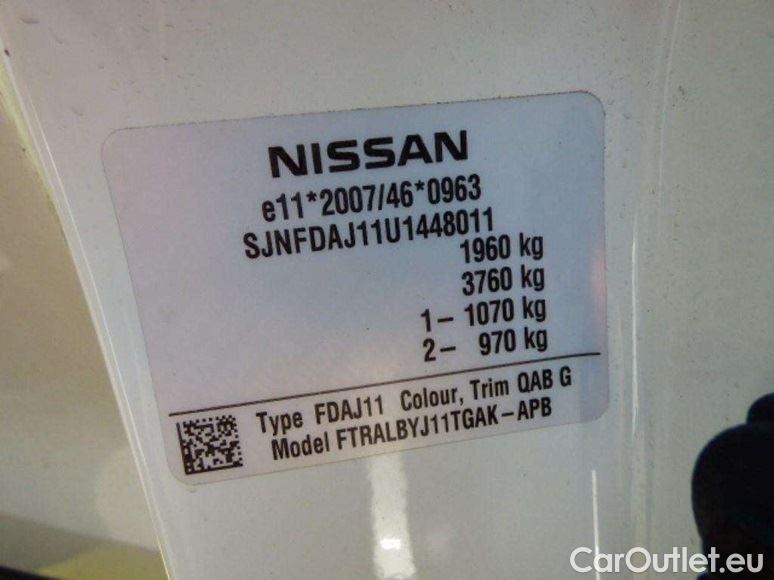 NISSAN
e11*2007/46*0963
SJNFDAJ11U1448011
1960 kg
3760 kg
1- 1070 kg
2- 970 kg
Type FDAJ11 Colour, Trim QAB G
Model FTRALBYJ11TGAK-APB
CarOutlet.eu